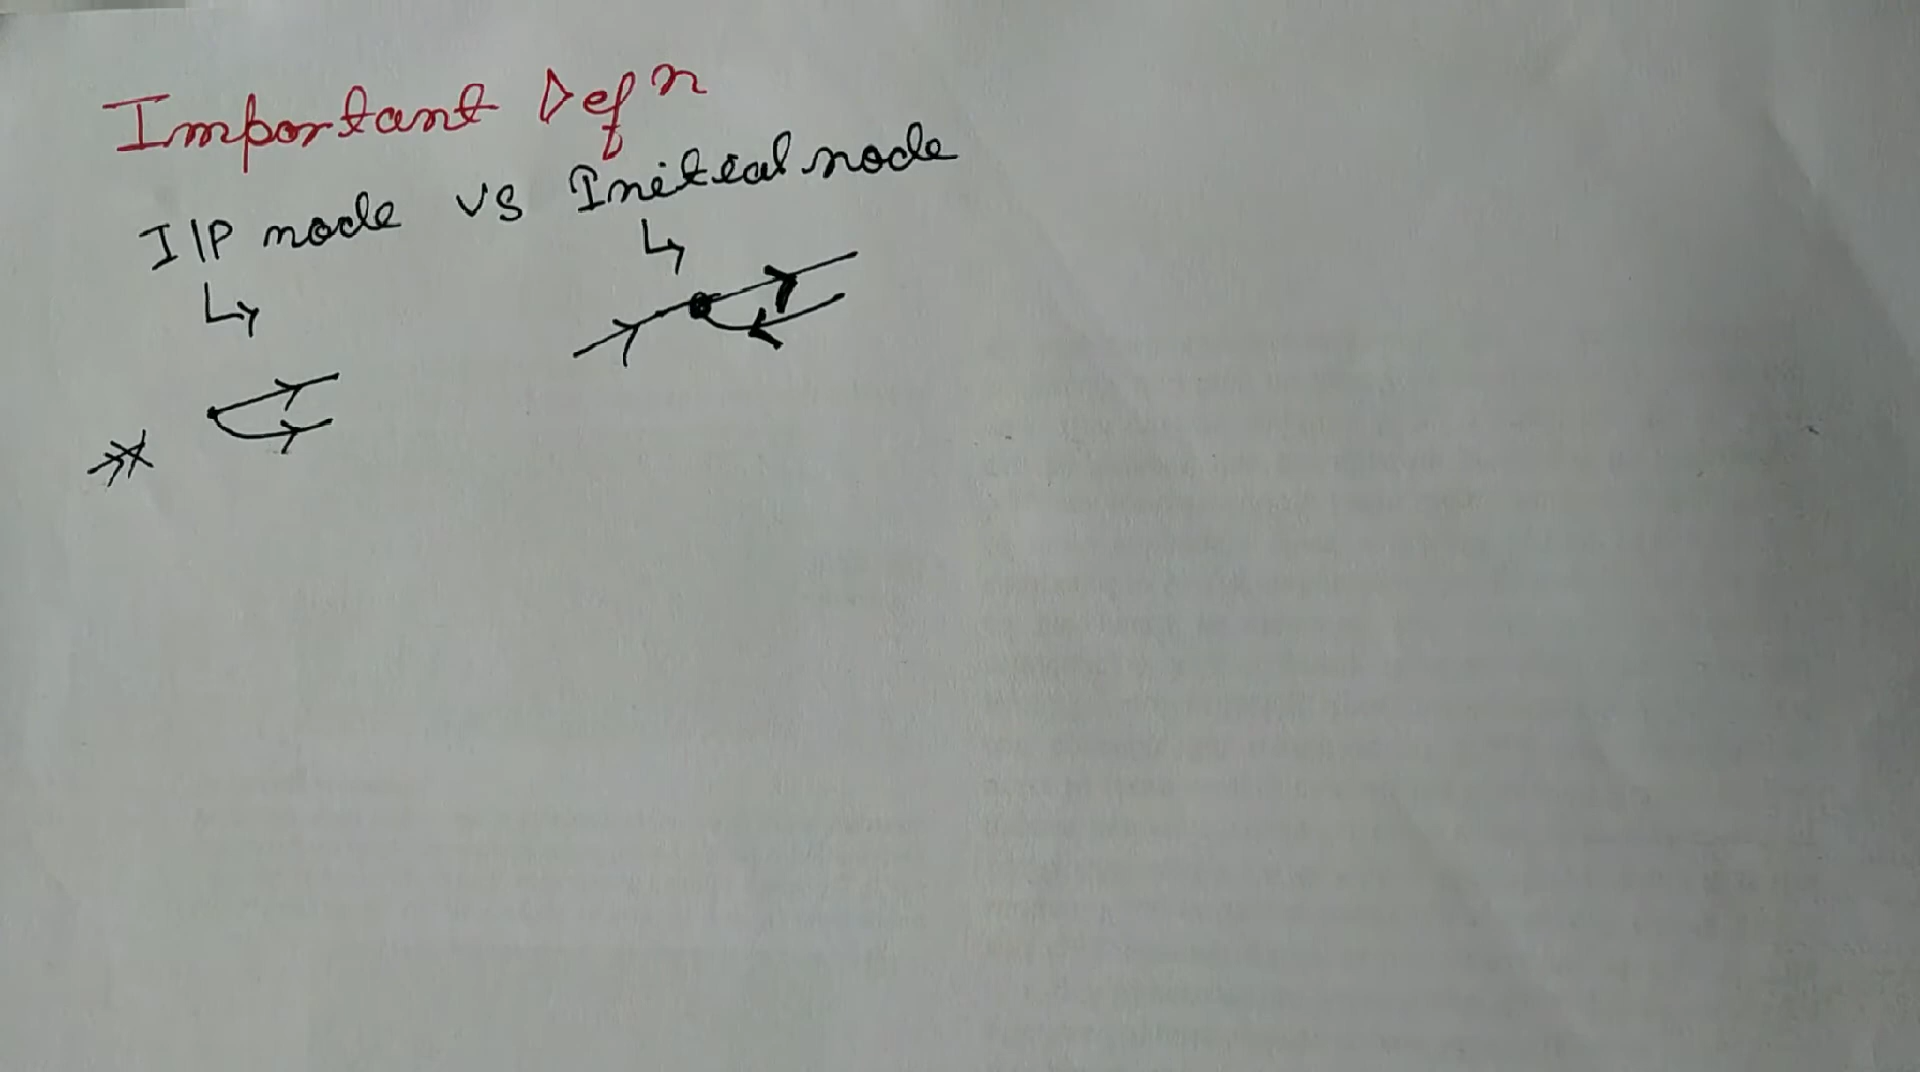 Important Defn
I/P node vs Initial node